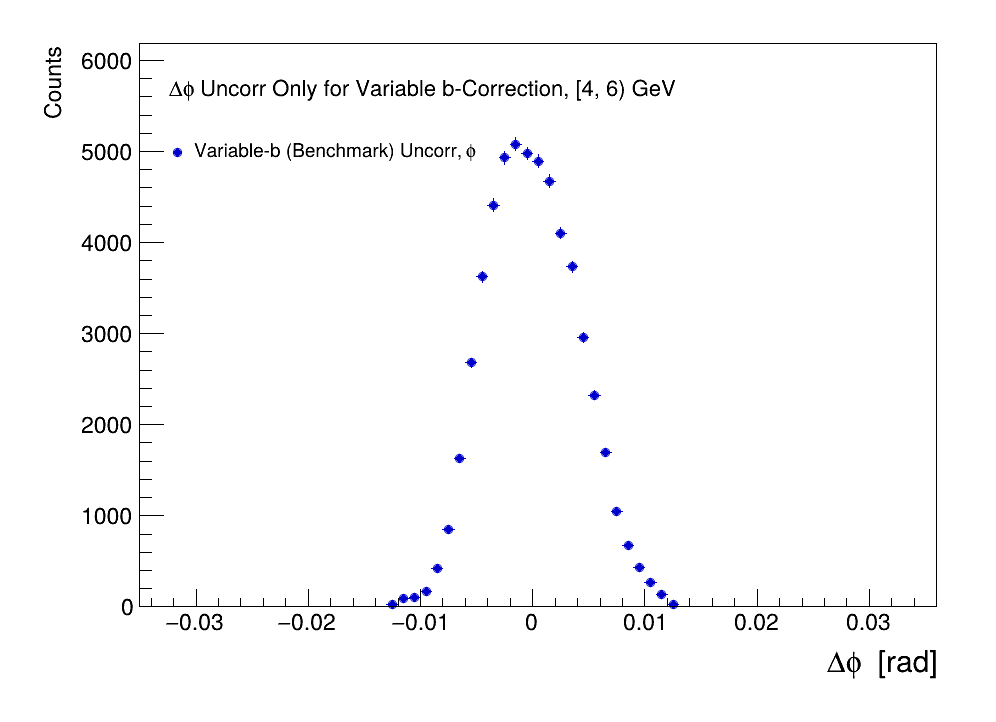 Counts
6000
5000
4000
3000
2000
1000
0
Δϕ Uncorr Only for Variable b-Correction, [4, 6) GeV
Variable-b (Benchmark) Uncorr, ϕ
−0.03 −0.02 −0.01 0 0.01 0.02 0.03
Δϕ [rad]